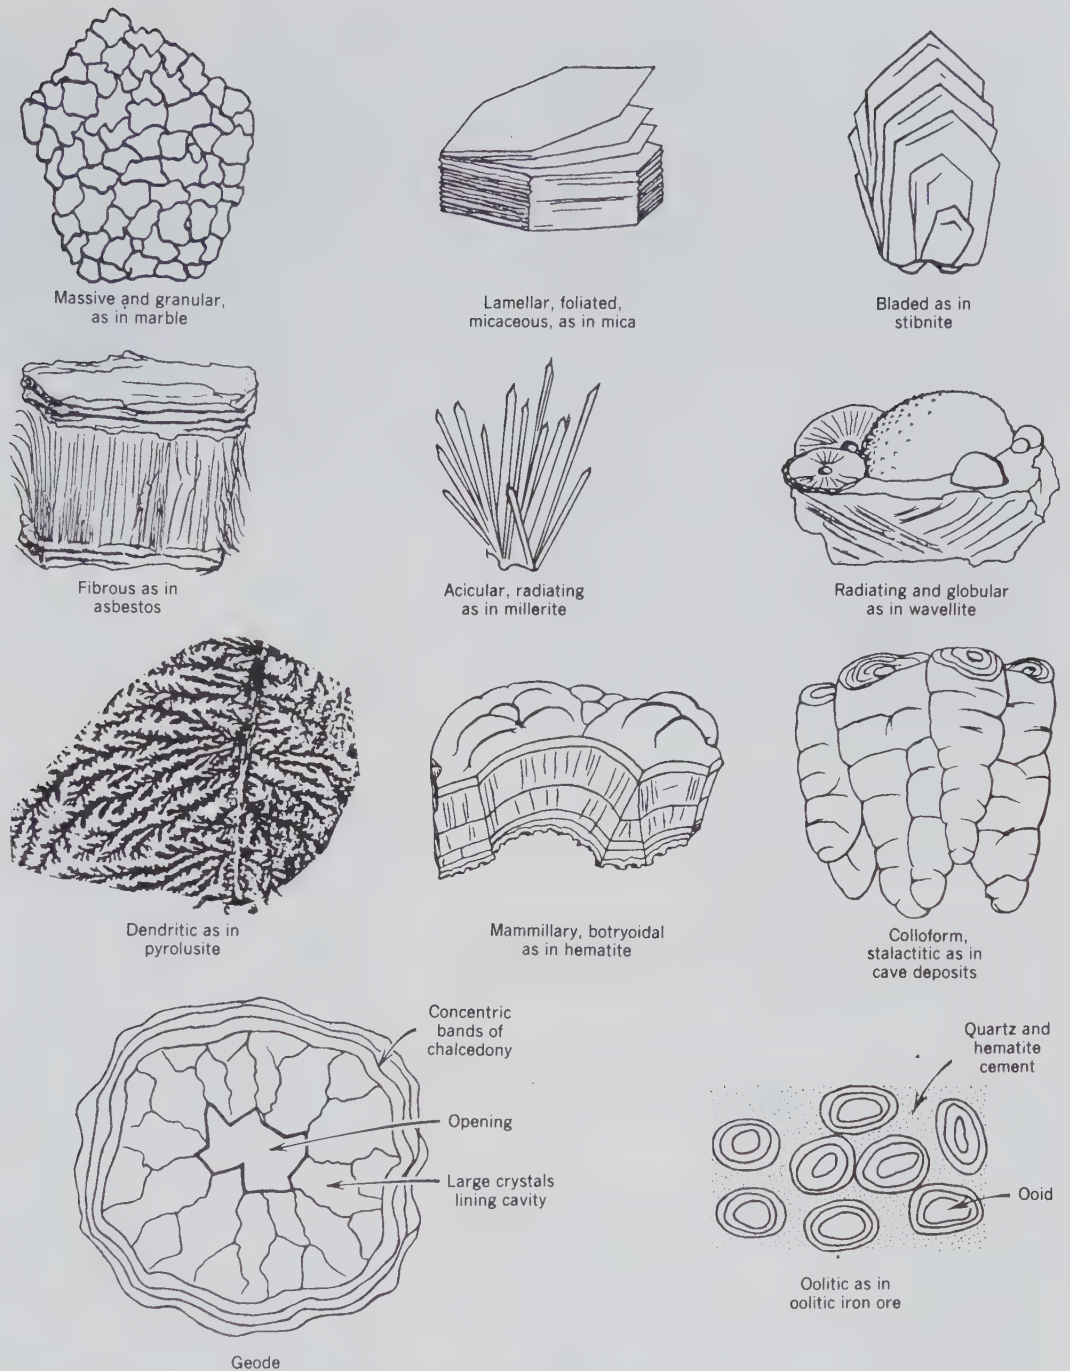 Massive and granular,
as in marble
Lamellar, foliated,
micaceous, as in mica
Bladed as in
stibnite
Fibrous as in
asbestos
Acicular, radiating
as in millerite
Radiating and globular
as in wavellite
Dendritic as in
pyrolusite
Mammillary, botryoidal
as in hematite
Colloform,
stalactitic as in
cave deposits
Concentric
bands of
chalcedony
Opening
Large crystals
lining cavity
Geode
Quartz and
hematite
cement
Ooid
Oolitic as in
oolitic iron ore